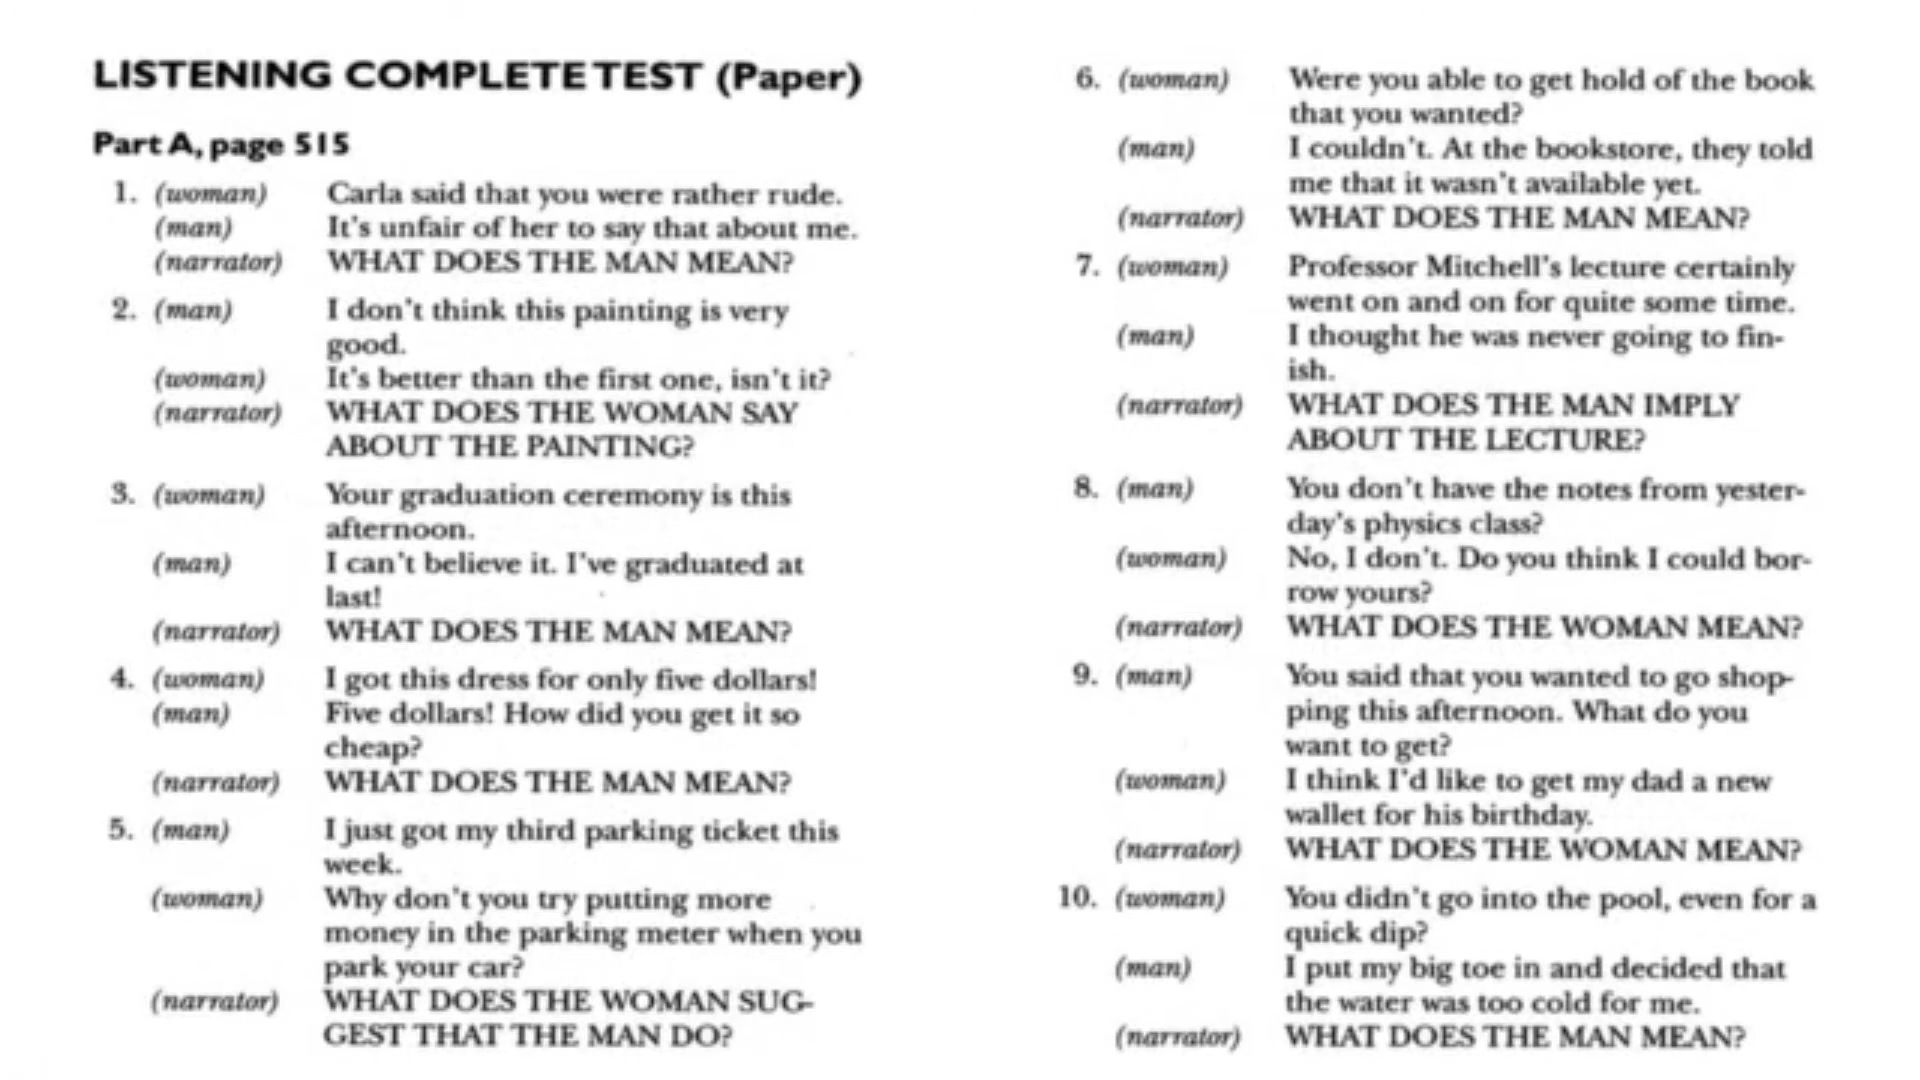 LISTENING COMPLETE TEST (Paper)
Part A, page 515
1. (woman) Carla said that you were rather rude.
(man) It's unfair of her to say that about me.
(narrator) WHAT DOES THE MAN MEAN?
2. (man) I don't think this painting is very
good.
(woman) It's better than the first one, isn't it?
(narrator) WHAT DOES THE WOMAN SAY
ABOUT THE PAINTING?
3. (woman) Your graduation ceremony is this
afternoon.
(man) I can't believe it. I've graduated at
last!
(narrator) WHAT DOES THE MAN MEAN?
4. (woman) I got this dress for only five dollars!
(man) Five dollars! How did you get it so
cheap?
(narrator) WHAT DOES THE MAN MEAN?
5. (man) I just got my third parking ticket this
week.
(woman) Why don't you try putting more
money in the parking meter when you
park your car?
(narrator) WHAT DOES THE WOMAN SUG-
GEST THAT THE MAN DO?
6. (woman) Were you able to get hold of the book
that you wanted?
(man) I couldn't. At the bookstore, they told
me that it wasn't available yet.
(narrator) WHAT DOES THE MAN MEAN?
7. (woman) Professor Mitchell's lecture certainly
went on and on for quite some time.
(man) I thought he was never going to fin-
ish.
(narrator) WHAT DOES THE MAN IMPLY
ABOUT THE LECTURE?
8. (man) You don't have the notes from yester-
day's physics class?
(woman) No, I don't. Do you think I could bor-
row yours?
(narrator) WHAT DOES THE WOMAN MEAN?
9. (man) You said that you wanted to go shop-
ping this afternoon. What do you
want to get?
(woman) I think I'd like to get my dad a new
wallet for his birthday.
(narrator) WHAT DOES THE WOMAN MEAN?
10. (woman) You didn't go into the pool, even for a
quick dip?
(man) I put my big toe in and decided that
the water was too cold for me.
(narrator) WHAT DOES THE MAN MEAN?